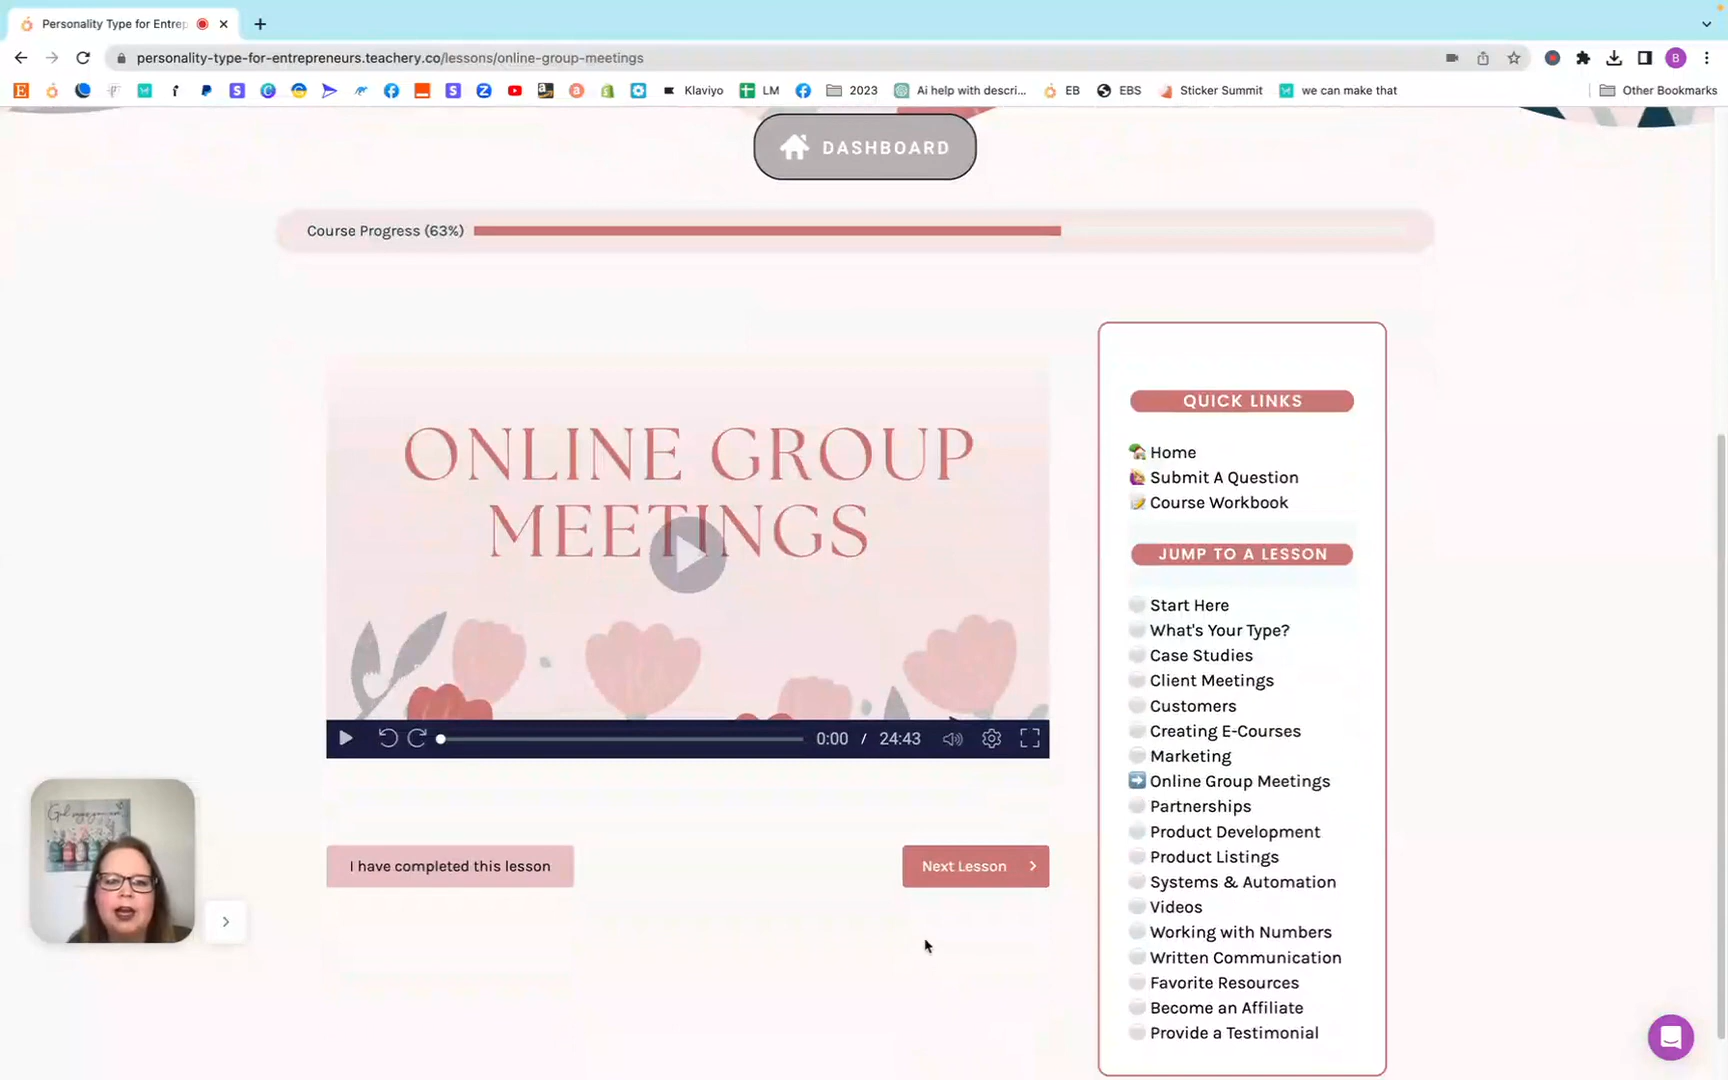 Personality Type for Entrep
personality-type-for-entrepreneurs.teachery.co/lessons/online-group-meetings
B
Klaviyo
LM
2023
Ai help with descri...
EB
EBS
Sticker Summit
we can make that
Other Bookmarks
DASHBOARD
Course Progress (63%)
ONLINE GROUP
MEETINGS
0:00 / 24:43
I have completed this lesson
Next Lesson
QUICK LINKS
Home
Submit A Question
Course Workbook
JUMP TO A LESSON
Start Here
What's Your Type?
Case Studies
Client Meetings
Customers
Creating E-Courses
Marketing
Online Group Meetings
Partnerships
Product Development
Product Listings
Systems & Automation
Videos
Working with Numbers
Written Communication
Favorite Resources
Become an Affiliate
Provide a Testimonial